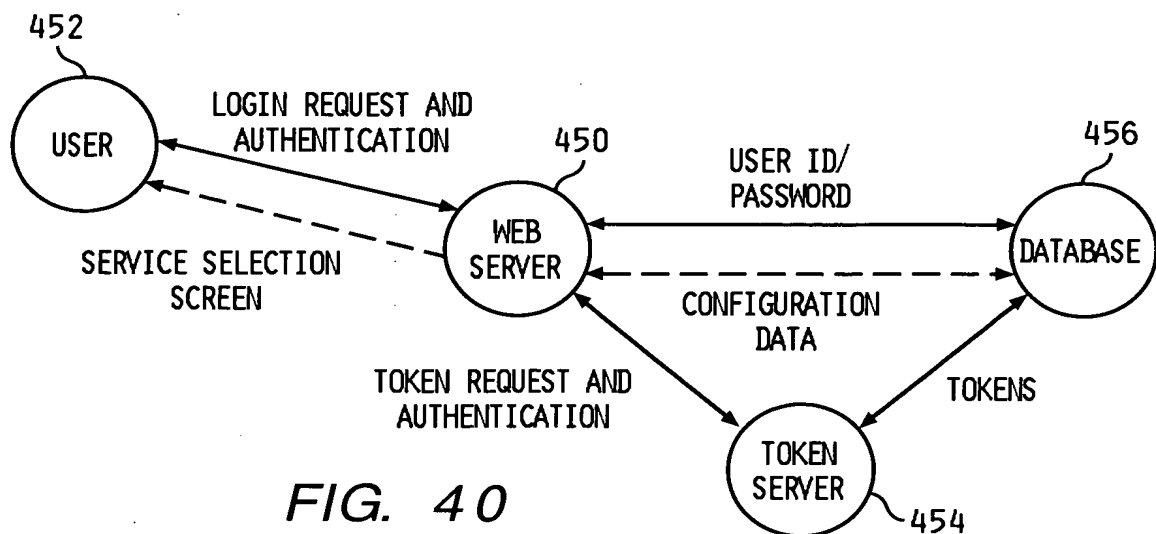 452
USER
LOGIN REQUEST AND
AUTHENTICATION
450
WEB
SERVER
USER ID/
PASSWORD
456
DATABASE
SERVICE SELECTION
SCREEN
CONFIGURATION
DATA
TOKEN REQUEST AND
AUTHENTICATION
TOKENS
TOKEN
SERVER
454
FIG. 40